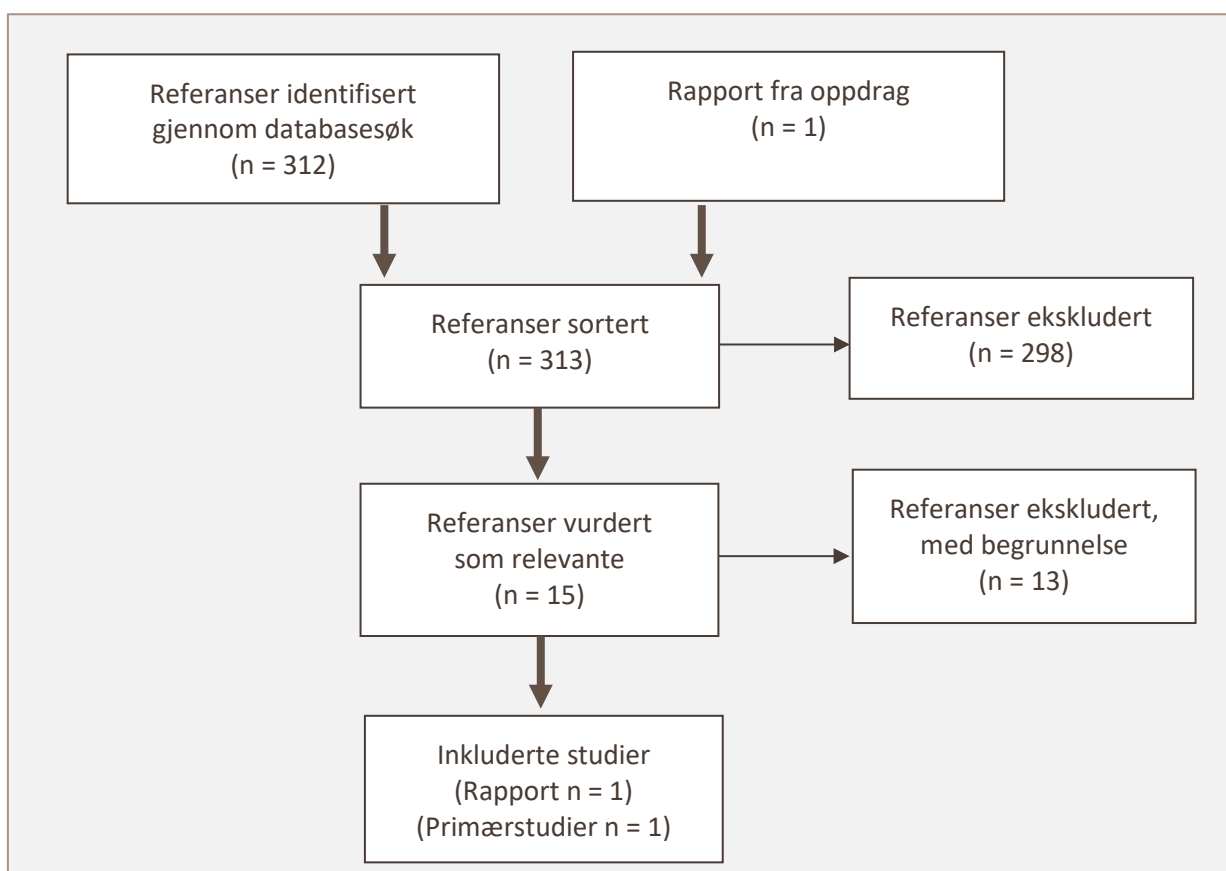 Referanser identifisert
gjennom databasesøk
(n = 312)
Rapport fra oppdrag
(n = 1)
Referanser sortert
(n = 313)
Referanser ekskludert
(n = 298)
Referanser vurdert
som relevante
(n = 15)
Referanser ekskludert,
med begrunnelse
(n = 13)
Inkluderte studier
(Rapport n = 1)
(Primærstudier n = 1)